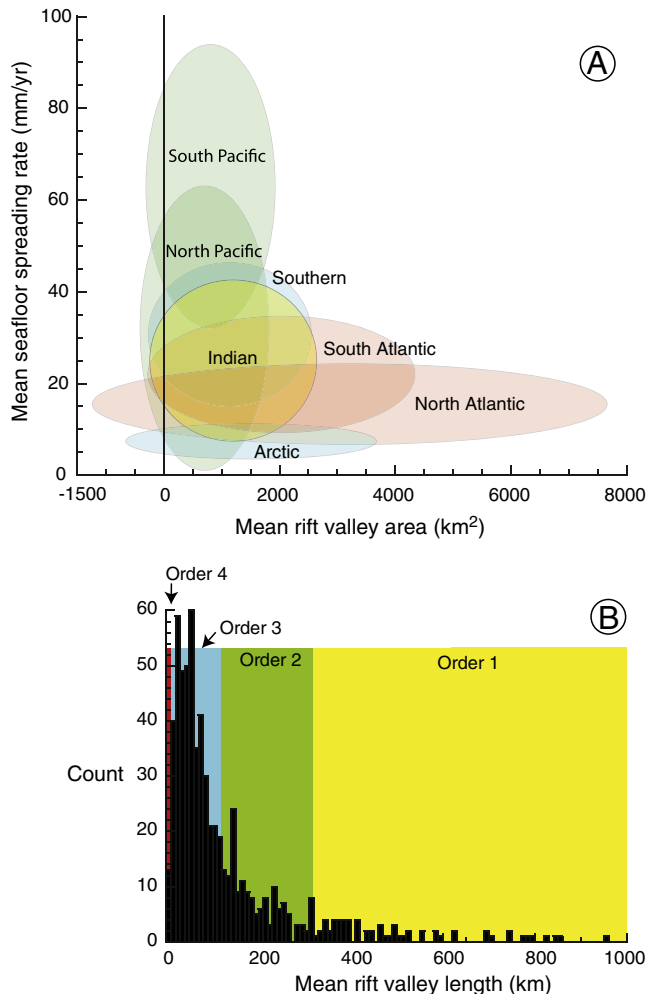 100
80
60
40
20
0
Mean seafloor spreading rate (mm/yr)
A
South Pacific
North Pacific
Southern
Indian
South Atlantic
North Atlantic
Arctic
-1500 0 2000 4000 6000 8000
Mean rift valley area (km²)
B
Order 4
Order 3
Order 2
Order 1
60
50
40
30
20
10
0
Count
0 200 400 600 800 1000
Mean rift valley length (km)